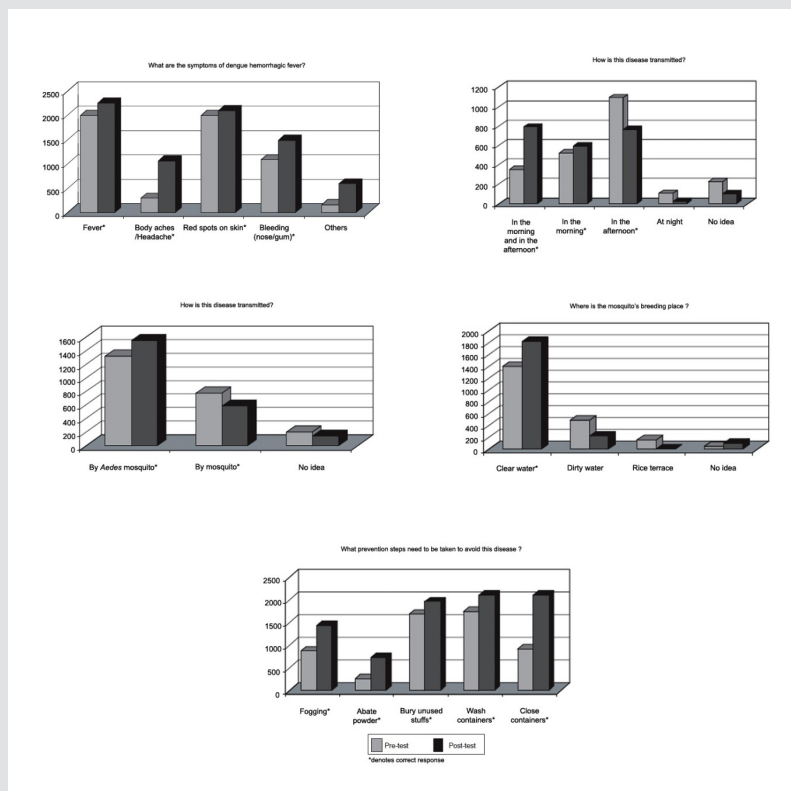 What are the symptoms of dengue hemorrhagic fever?
2500
2000
1500
1000
500
0
Fever*
Body aches
/Headache*
Red spots on skin*
Bleeding
(nose/gum)*
Others
How is this disease transmitted?
1200
1000
800
600
400
200
0
In the
morning
and in the
afternoon*
In the
morning*
In the
afternoon*
At night
No idea
How is this disease transmitted?
1600
1400
1200
1000
800
600
400
200
0
By Aedes mosquito*
By mosquito*
No idea
Where is the mosquito's breeding place ?
2000
1800
1600
1400
1200
1000
800
600
400
200
0
Clear water*
Dirty water
Rice terrace
No idea
What prevention steps need to be taken to avoid this disease ?
2500
2000
1500
1000
500
0
Fogging*
Abate
powder*
Bury unused
stuffs*
Wash
containers*
Close
containers*
Pre-test
Post-test
*denotes correct response